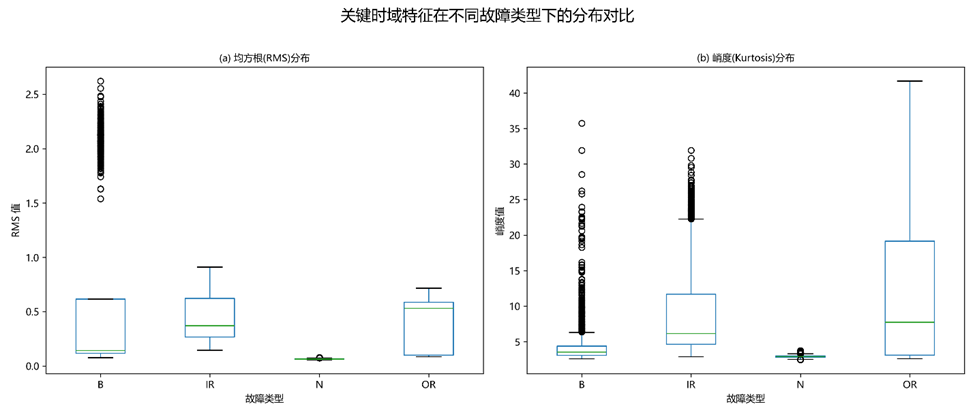 关键时域特征在不同故障类型下的分布对比
(a) 均方根(RMS)分布
RMS 值
2.5
2.0
1.5
1.0
0.5
0.0
B
IR
N
OR
故障类型
(b) 峭度(Kurtosis)分布
峭度值
40
35
30
25
20
15
10
5
B
IR
N
OR
故障类型